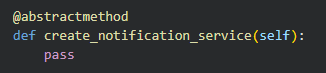 @abstractmethod
def create_notification_service(self):
    pass